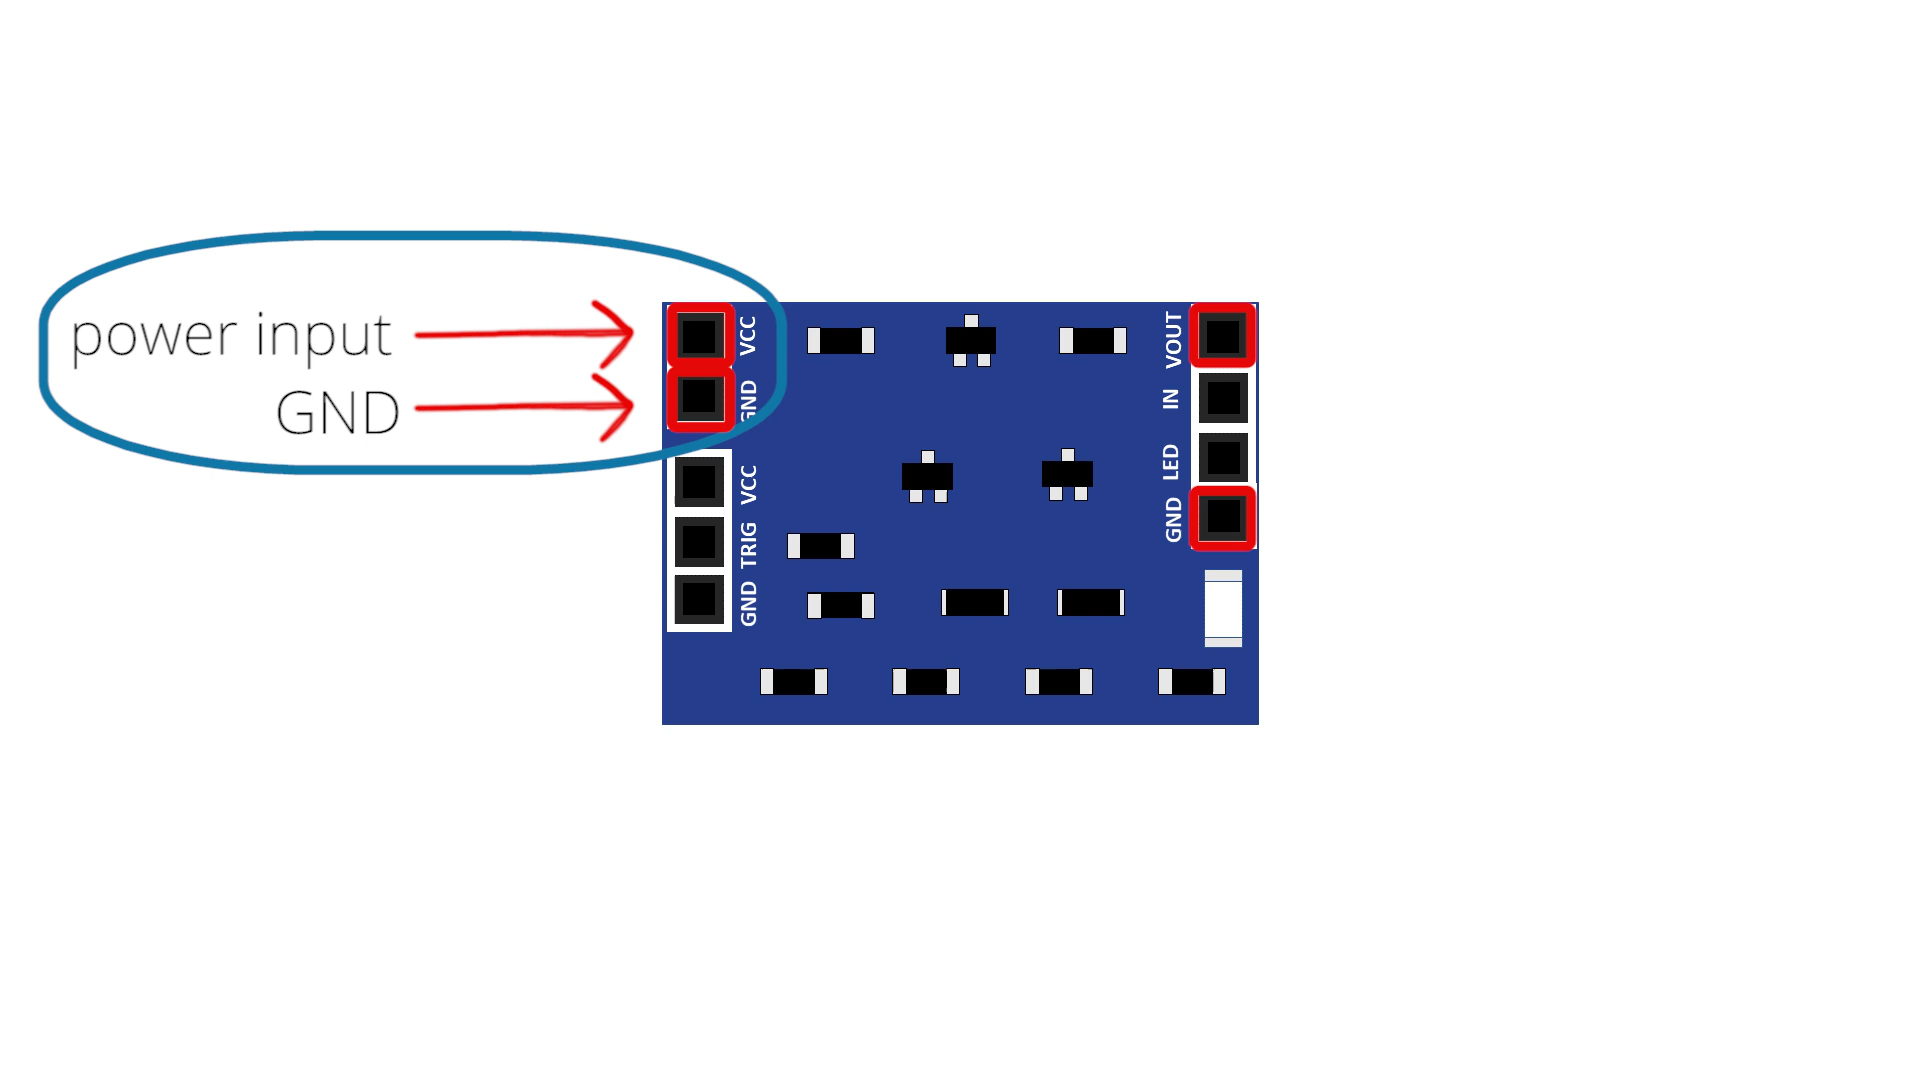 power input
GND
VCC
GND
VCC
TRIG
GND
VOUT
IN
LED
GND